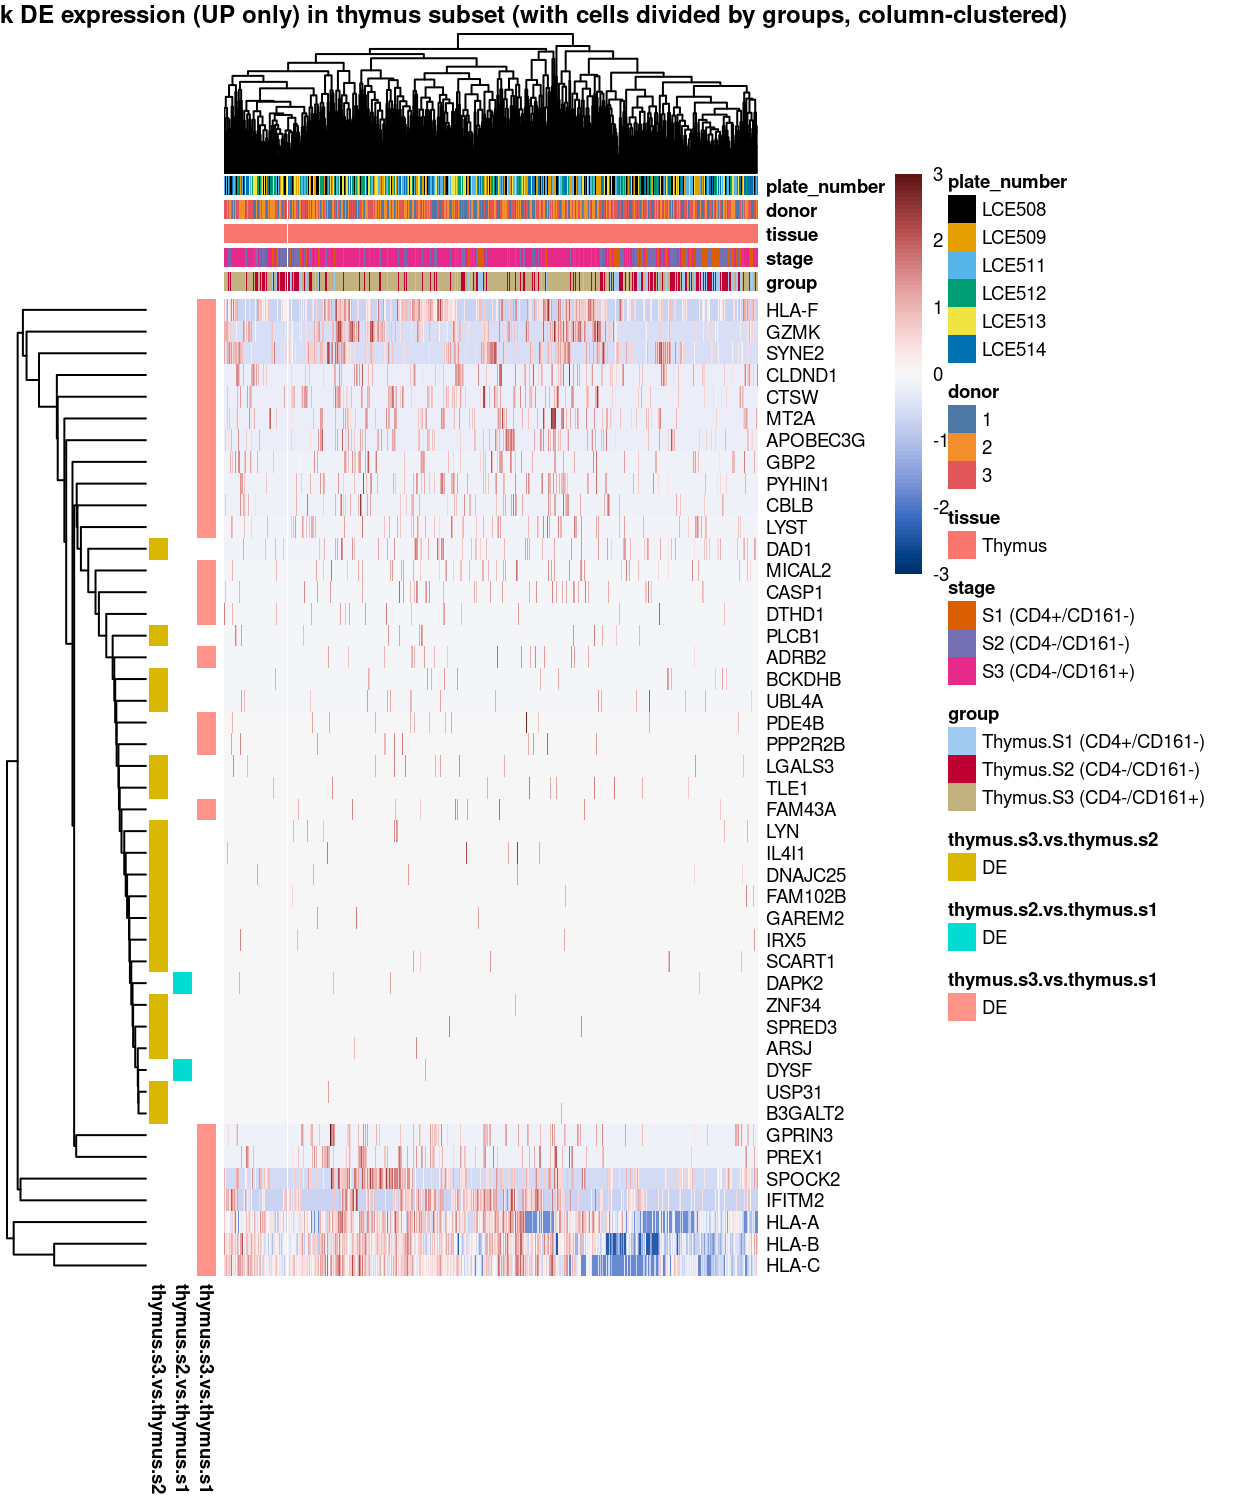 k DE expression (UP only) in thymus subset (with cells divided by groups, column-clustered)
plate_number
donor
tissue
stage
group
HLA-F
GZMK
SYNE2
CLDND1
CTSW
MT2A
APOBEC3G
GBP2
PYHIN1
CBLB
LYST
DAD1
MICAL2
CASP1
DTHD1
PLCB1
ADRB2
BCKDHB
UBL4A
PDE4B
PPP2R2B
LGALS3
TLE1
FAM43A
LYN
IL4I1
DNAJC25
FAM102B
GAREM2
IRX5
SCART1
DAPK2
ZNF34
SPRED3
ARSJ
DYSF
USP31
B3GALT2
GPRIN3
PREX1
SPOCK2
IFITM2
HLA-A
HLA-B
HLA-C
thymus.s3.vs.thymus.s2
thymus.s2.vs.thymus.s1
thymus.s3.vs.thymus.s1
3
2
1
0
-1
-2
-3
plate_number
LCE508
LCE509
LCE511
LCE512
LCE513
LCE514
donor
1
2
3
tissue
Thymus
stage
S1 (CD4+/CD161-)
S2 (CD4-/CD161-)
S3 (CD4-/CD161+)
group
Thymus.S1 (CD4+/CD161-)
Thymus.S2 (CD4-/CD161-)
Thymus.S3 (CD4-/CD161+)
thymus.s3.vs.thymus.s2
DE
thymus.s2.vs.thymus.s1
DE
thymus.s3.vs.thymus.s1
DE